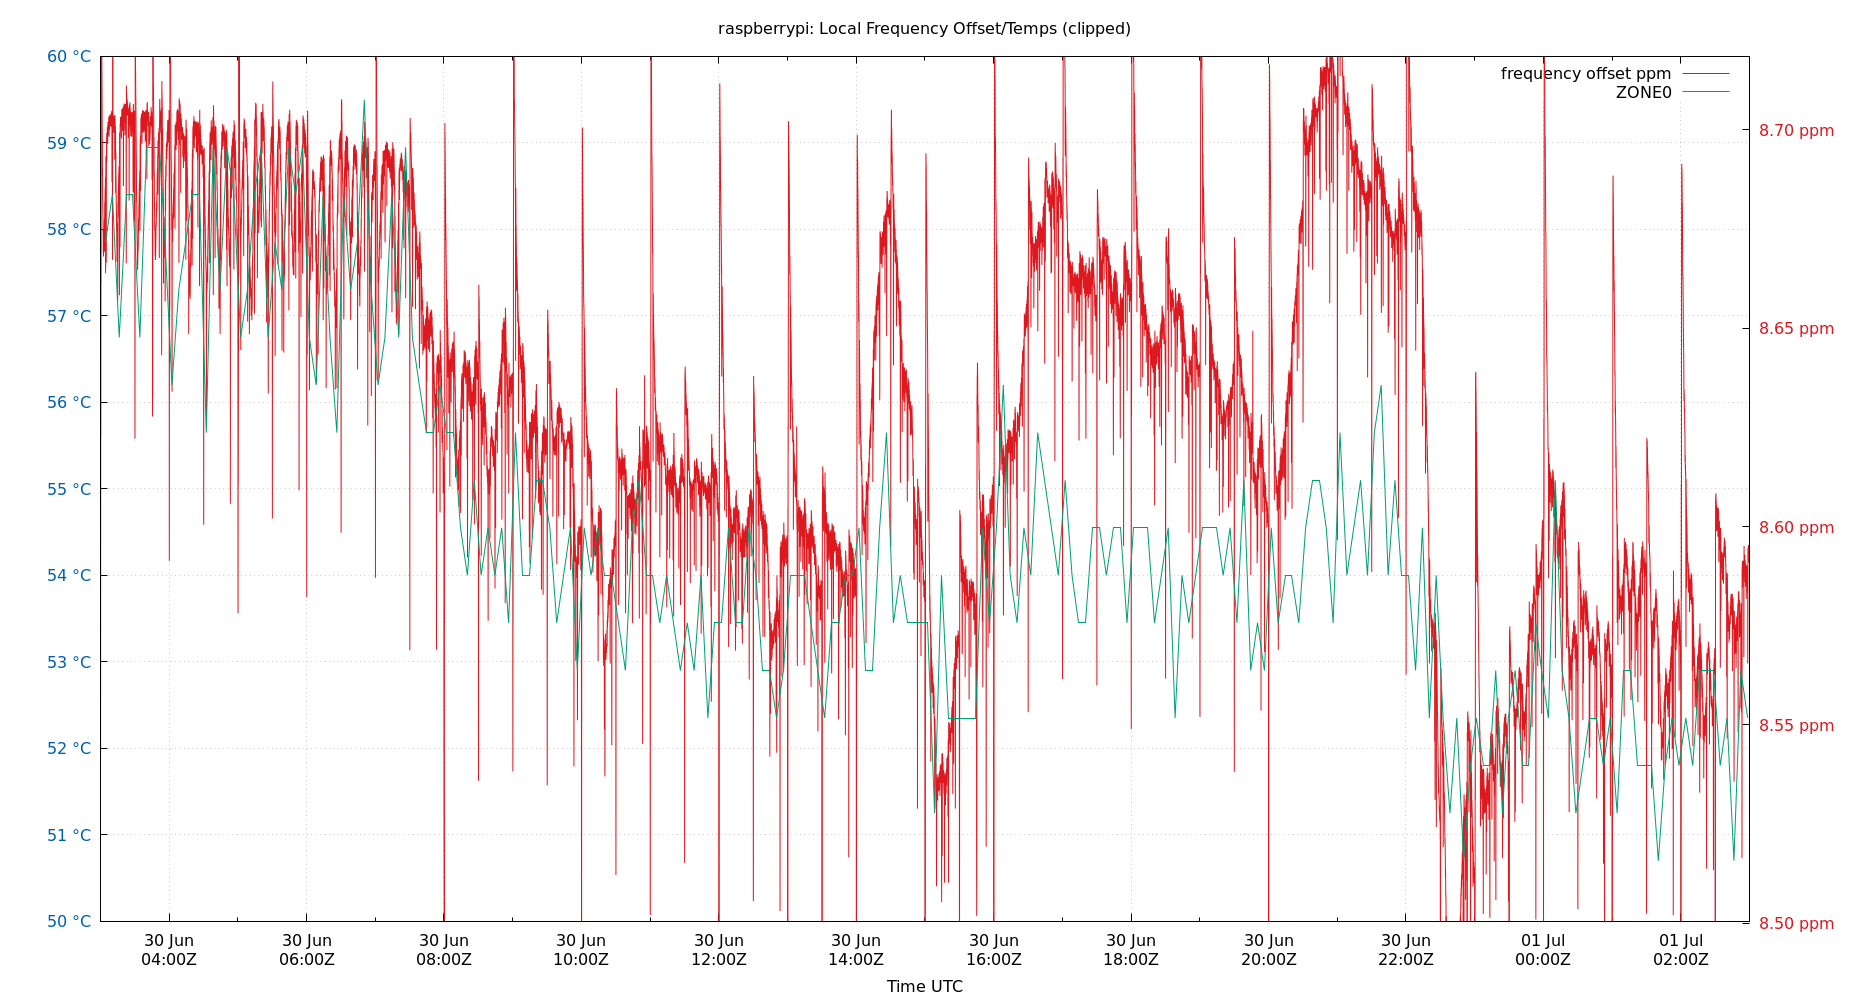 raspberrypi: Local Frequency Offset/Temps (clipped)
frequency offset ppm
ZONE0
60 °C
59 °C
58 °C
57 °C
56 °C
55 °C
54 °C
53 °C
52 °C
51 °C
50 °C
8.70 ppm
8.65 ppm
8.60 ppm
8.55 ppm
8.50 ppm
30 Jun
04:00Z
30 Jun
06:00Z
30 Jun
08:00Z
30 Jun
10:00Z
30 Jun
12:00Z
30 Jun
14:00Z
30 Jun
16:00Z
30 Jun
18:00Z
30 Jun
20:00Z
30 Jun
22:00Z
01 Jul
00:00Z
01 Jul
02:00Z
Time UTC